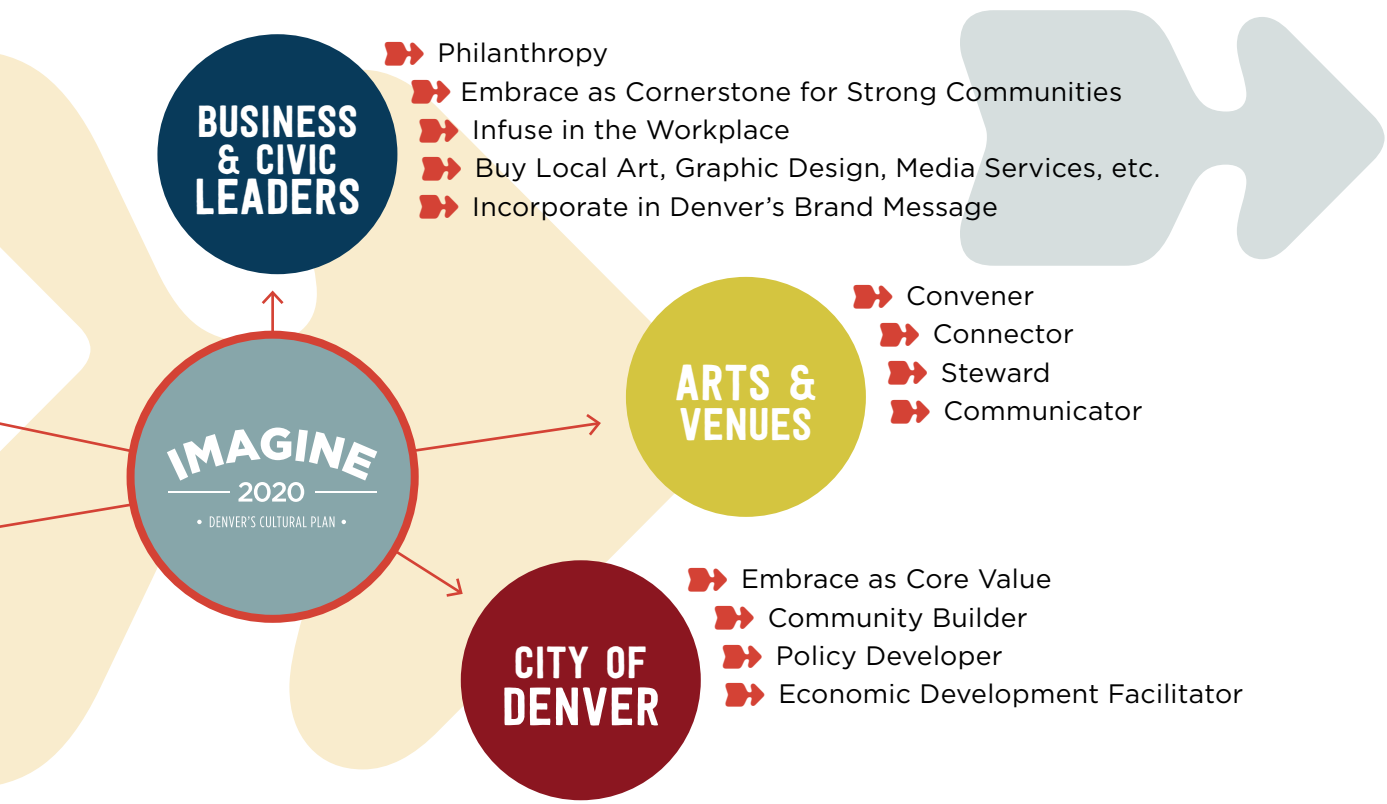 BUSINESS
& CIVIC
LEADERS
Philanthropy
Embrace as Cornerstone for Strong Communities
Infuse in the Workplace
Buy Local Art, Graphic Design, Media Services, etc.
Incorporate in Denver’s Brand Message
ARTS &
VENUES
Convener
Connector
Steward
Communicator
IMAGINE
2020
• DENVER’S CULTURAL PLAN •
CITY OF
DENVER
Embrace as Core Value
Community Builder
Policy Developer
Economic Development Facilitator